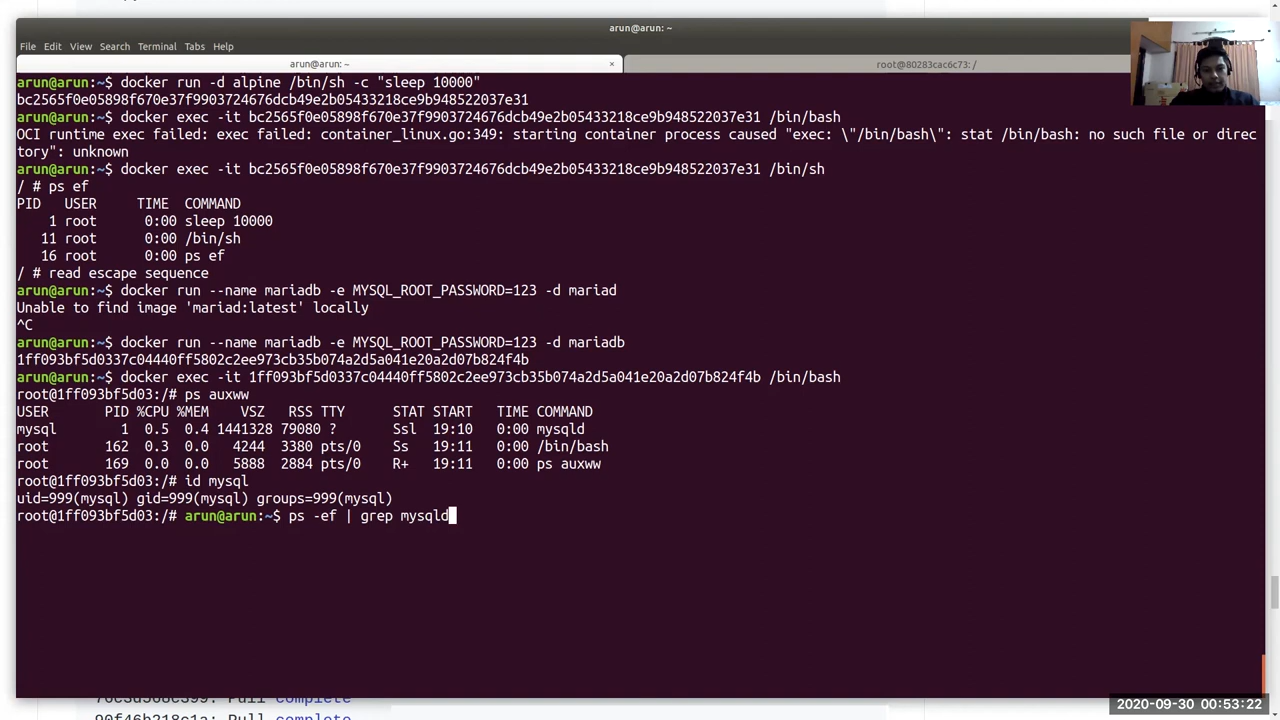 arun@arun: ~
File Edit View Search Terminal Tabs Help
arun@arun: ~ × root@80283cac6c73: /
arun@arun:~$ docker run -d alpine /bin/sh -c "sleep 10000"
bc2565f0e05898f670e37f9903724676dcb49e2b05433218ce9b948522037e31
arun@arun:~$ docker exec -it bc2565f0e05898f670e37f9903724676dcb49e2b05433218ce9b948522037e31 /bin/bash
OCI runtime exec failed: exec failed: container_linux.go:349: starting container process caused "exec: \"/bin/bash\": stat /bin/bash: no such file or direc
tory": unknown
arun@arun:~$ docker exec -it bc2565f0e05898f670e37f9903724676dcb49e2b05433218ce9b948522037e31 /bin/sh
/ # ps ef
PID   USER     TIME  COMMAND
    1 root      0:00 sleep 10000
   11 root      0:00 /bin/sh
   16 root      0:00 ps ef
/ # read escape sequence
arun@arun:~$ docker run --name mariadb -e MYSQL_ROOT_PASSWORD=123 -d mariad
Unable to find image 'mariad:latest' locally
^C
arun@arun:~$ docker run --name mariadb -e MYSQL_ROOT_PASSWORD=123 -d mariadb
1ff093bf5d0337c04440ff5802c2ee973cb35b074a2d5a041e20a2d07b824f4b
arun@arun:~$ docker exec -it 1ff093bf5d0337c04440ff5802c2ee973cb35b074a2d5a041e20a2d07b824f4b /bin/bash
root@1ff093bf5d03:/# ps auxww
USER       PID %CPU %MEM    VSZ   RSS TTY      STAT START   TIME COMMAND
mysql        1  0.5  0.4 1441328 79080 ?       Ssl  19:10   0:00 mysqld
root       162  0.3  0.0   4244  3380 pts/0    Ss   19:11   0:00 /bin/bash
root       169  0.0  0.0   5888  2884 pts/0    R+   19:11   0:00 ps auxww
root@1ff093bf5d03:/# id mysql
uid=999(mysql) gid=999(mysql) groups=999(mysql)
root@1ff093bf5d03:/# arun@arun:~$ ps -ef | grep mysqld
complete
2020-09-30 00:53:22
90f46b218c1a: Pull complete